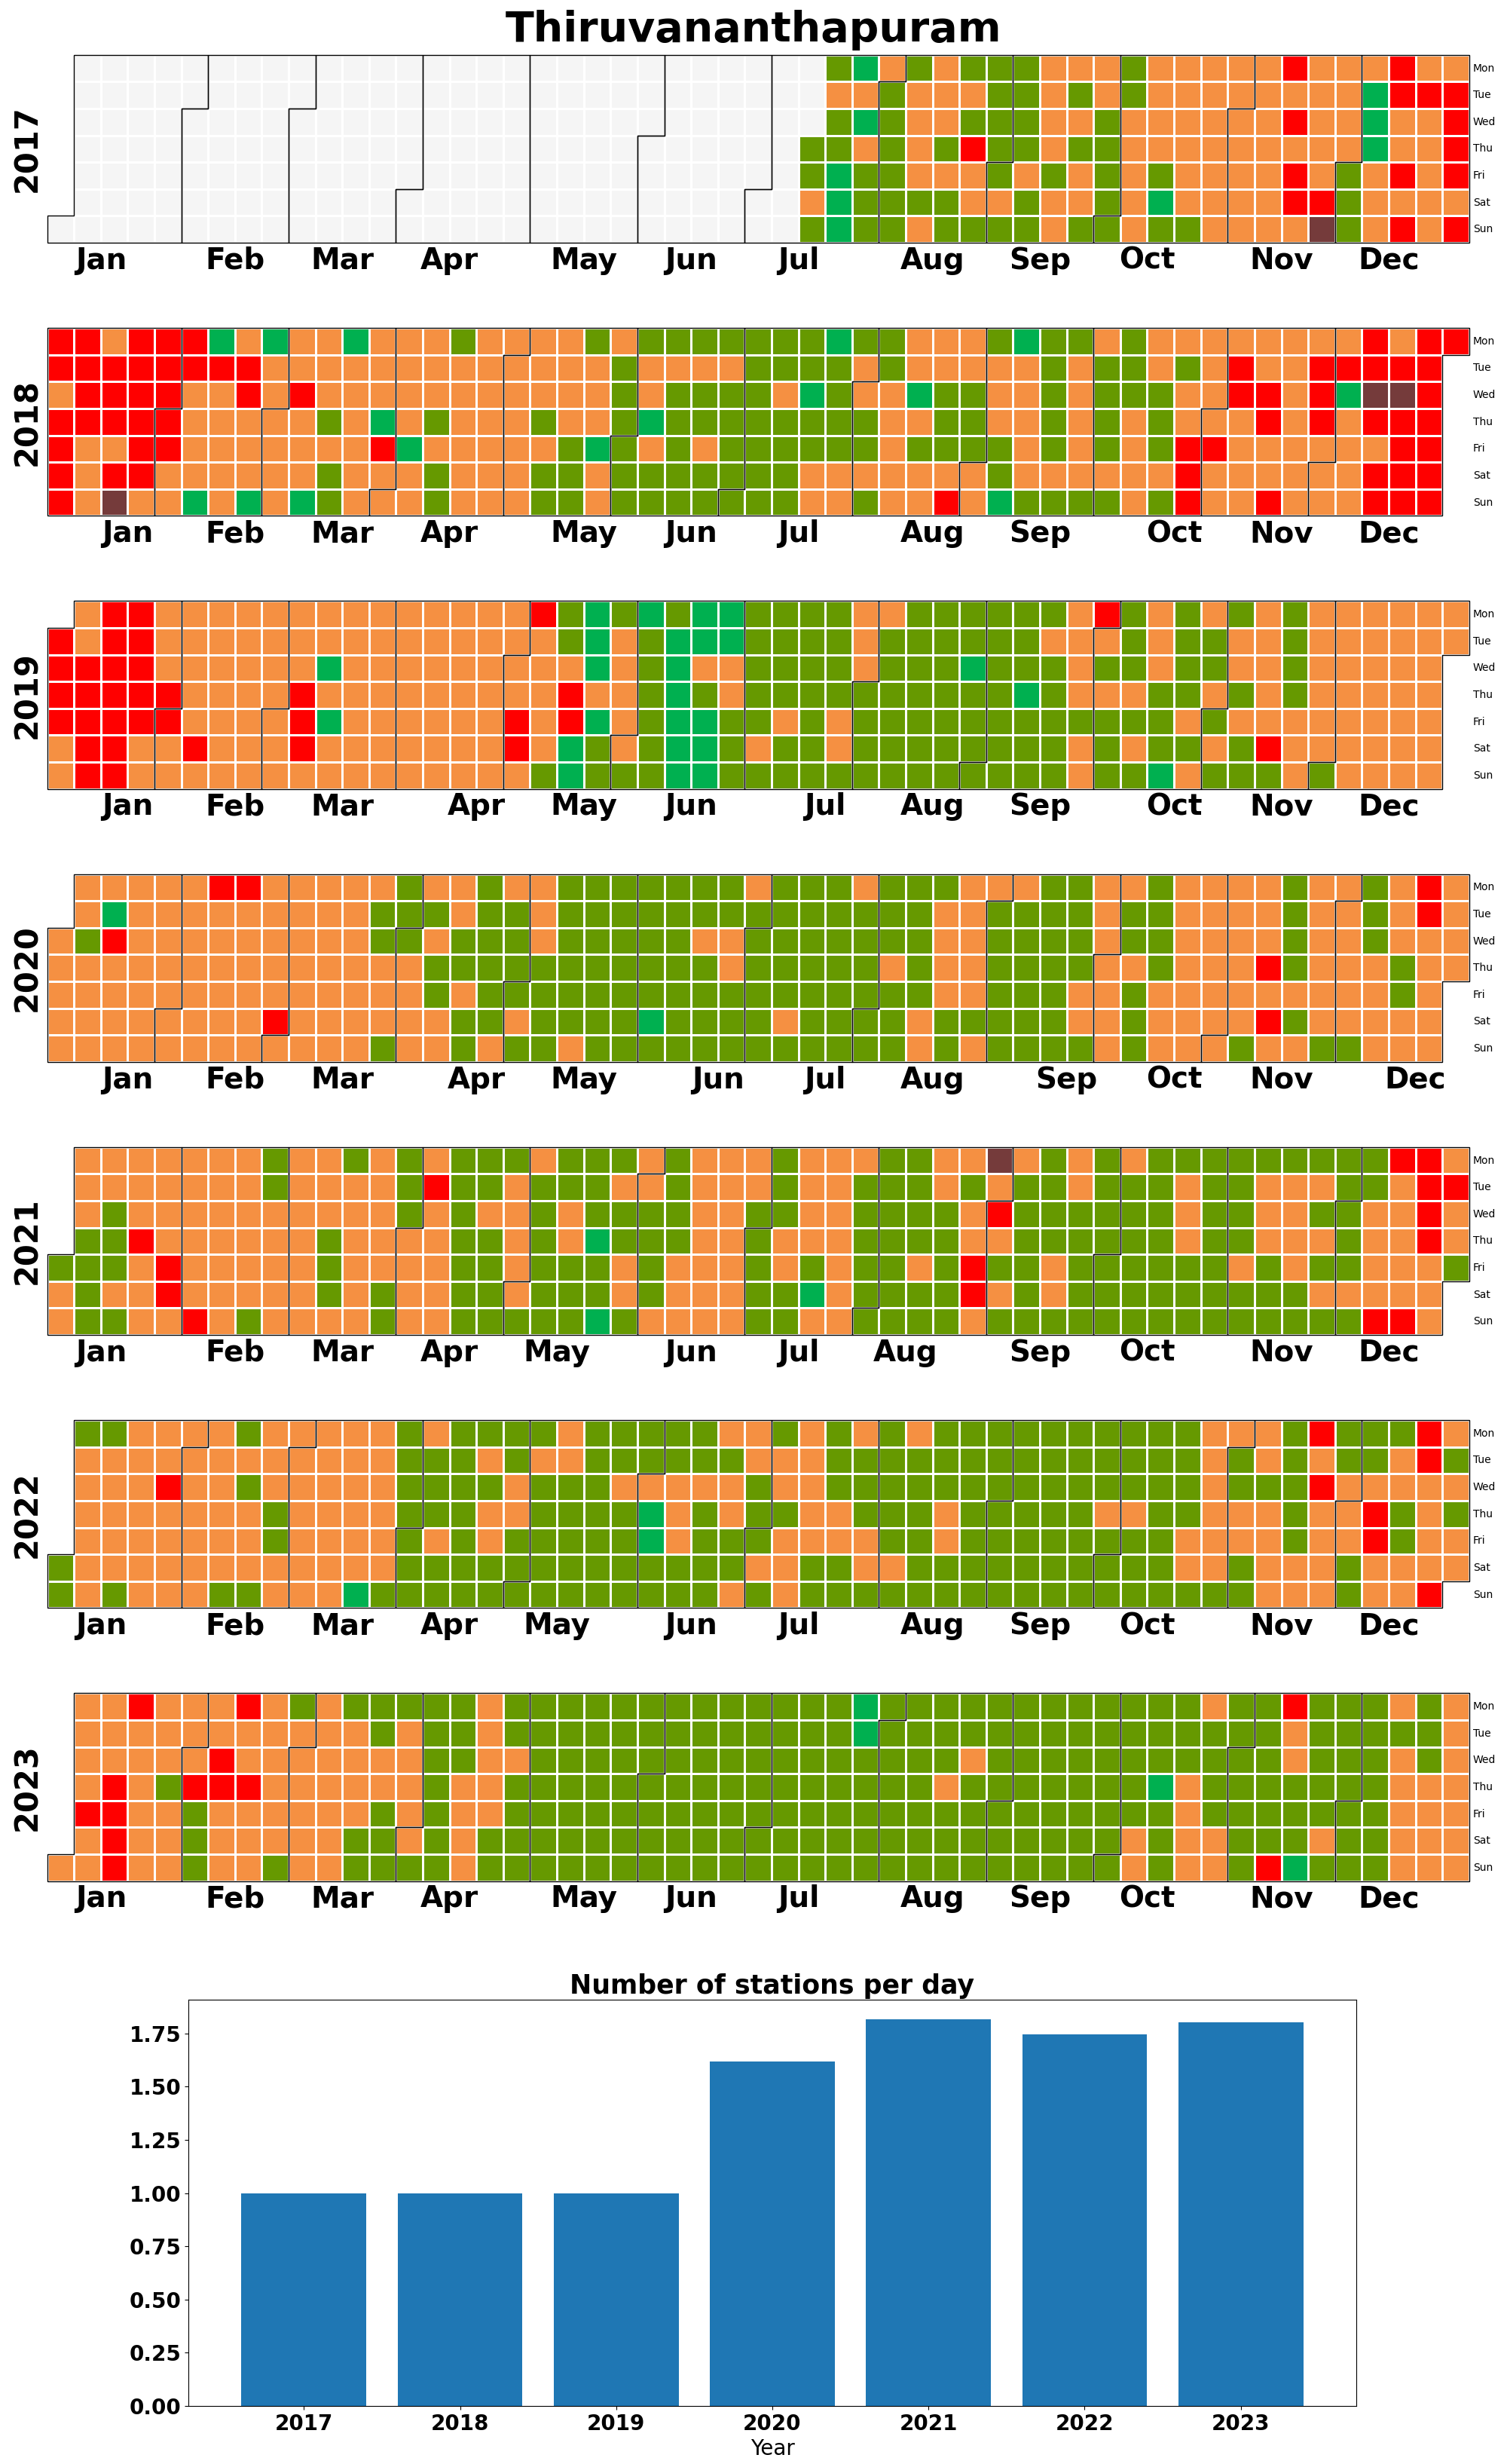 Thiruvananthapuram
2017
Mon
Tue
Wed
Thu
Fri
Sat
Sun
Jan Feb Mar Apr May Jun Jul Aug Sep Oct Nov Dec
2018
Mon
Tue
Wed
Thu
Fri
Sat
Sun
Jan Feb Mar Apr May Jun Jul Aug Sep Oct Nov Dec
2019
Mon
Tue
Wed
Thu
Fri
Sat
Sun
Jan Feb Mar Apr May Jun Jul Aug Sep Oct Nov Dec
2020
Mon
Tue
Wed
Thu
Fri
Sat
Sun
Jan Feb Mar Apr May Jun Jul Aug Sep Oct Nov Dec
2021
Mon
Tue
Wed
Thu
Fri
Sat
Sun
Jan Feb Mar Apr May Jun Jul Aug Sep Oct Nov Dec
2022
Mon
Tue
Wed
Thu
Fri
Sat
Sun
Jan Feb Mar Apr May Jun Jul Aug Sep Oct Nov Dec
2023
Mon
Tue
Wed
Thu
Fri
Sat
Sun
Jan Feb Mar Apr May Jun Jul Aug Sep Oct Nov Dec
Number of stations per day
1.75
1.50
1.25
1.00
0.75
0.50
0.25
0.00
2017 2018 2019 2020 2021 2022 2023
Year